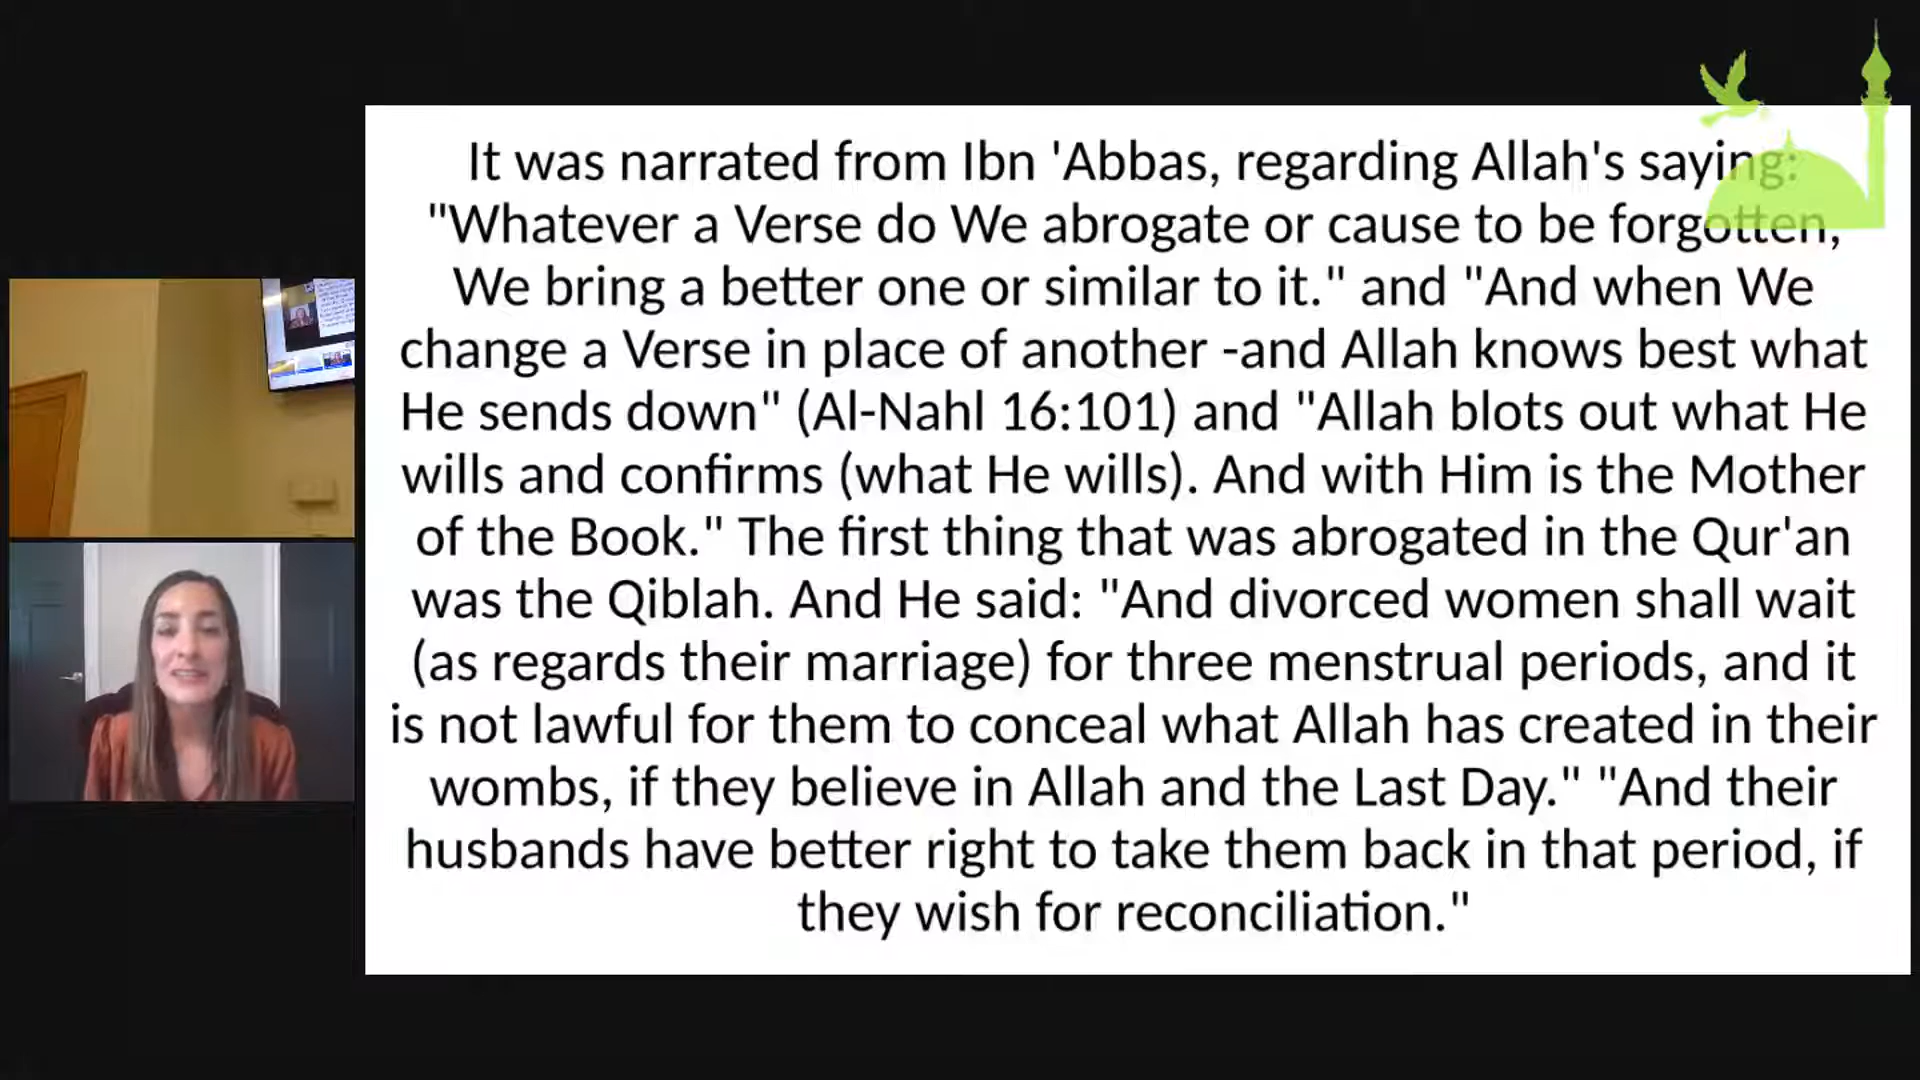 It was narrated from Ibn 'Abbas, regarding Allah's saying:
"Whatever a Verse do We abrogate or cause to be forgotten,
We bring a better one or similar to it." and "And when We
change a Verse in place of another -and Allah knows best what
He sends down" (Al-Nahl 16:101) and "Allah blots out what He
wills and confirms (what He wills). And with Him is the Mother
of the Book." The first thing that was abrogated in the Qur'an
was the Qiblah. And He said: "And divorced women shall wait
(as regards their marriage) for three menstrual periods, and it
is not lawful for them to conceal what Allah has created in their
wombs, if they believe in Allah and the Last Day." "And their
husbands have better right to take them back in that period, if
they wish for reconciliation."